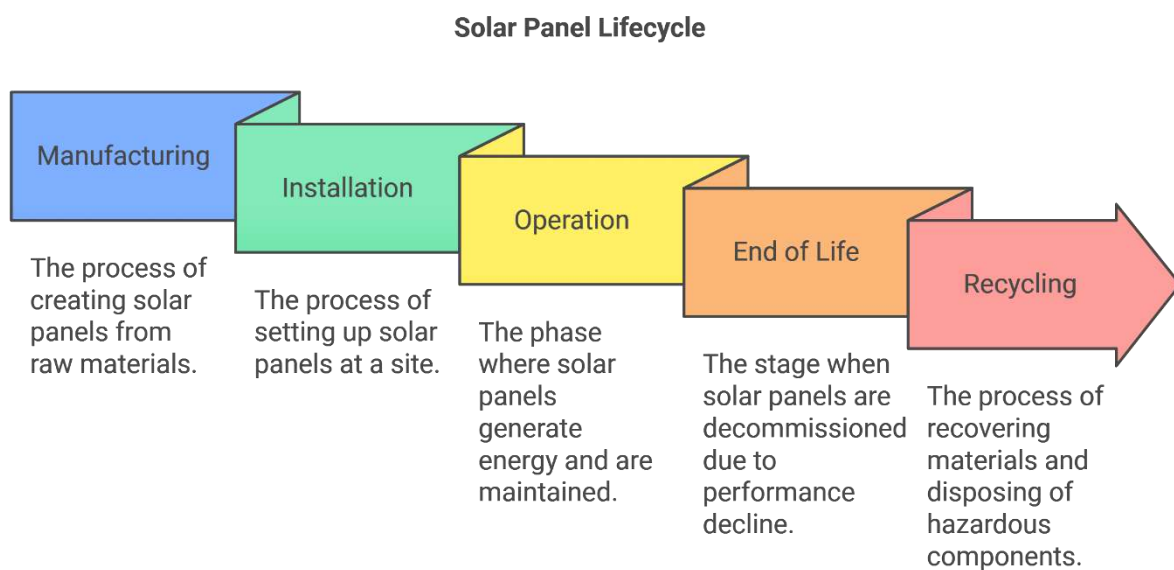 Solar Panel Lifecycle
Manufacturing
The process of
creating solar
panels from
raw materials.
Installation
The process of
setting up solar
panels at a site.
Operation
The phase
where solar
panels
generate
energy and are
maintained.
End of Life
The stage when
solar panels are
decommissioned
due to
performance
decline.
Recycling
The process of
recovering
materials and
disposing of
hazardous
components.